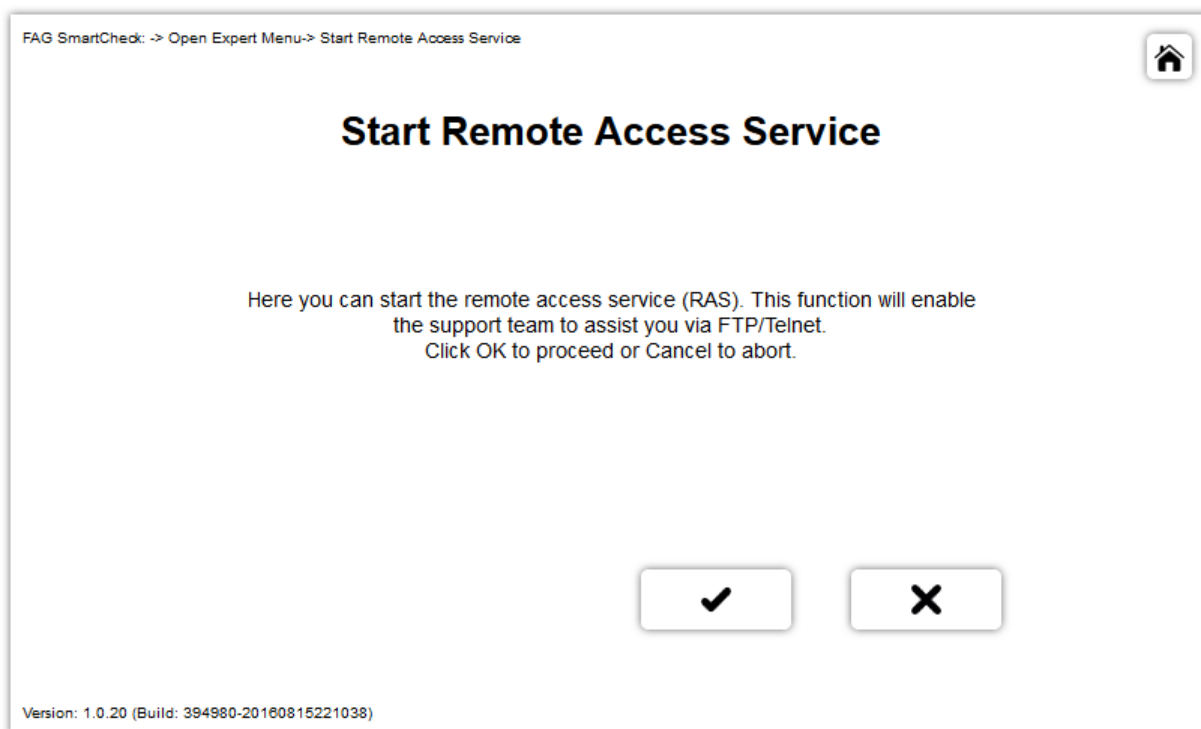 FAG SmartCheck: -> Open Expert Menu-> Start Remote Access Service
Start Remote Access Service
Here you can start the remote access service (RAS). This function will enable
the support team to assist you via FTP/Telnet.
Click OK to proceed or Cancel to abort.
Version: 1.0.20 (Build: 394980-20160815221038)